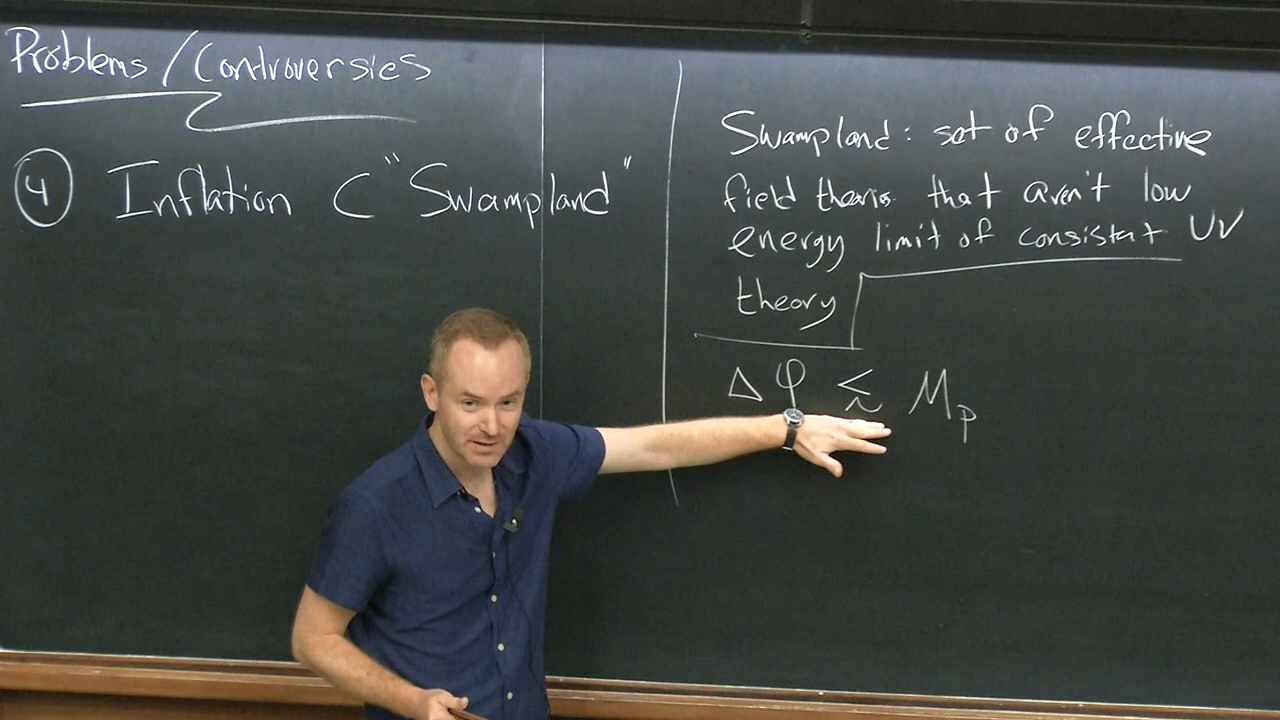 Problems/Controversies
④ Inflation ⊂ "Swampland"
Swampland: set of effective
field theories that aren't low
energy limit of consistent UV
theory
Δφ ≲ Mp